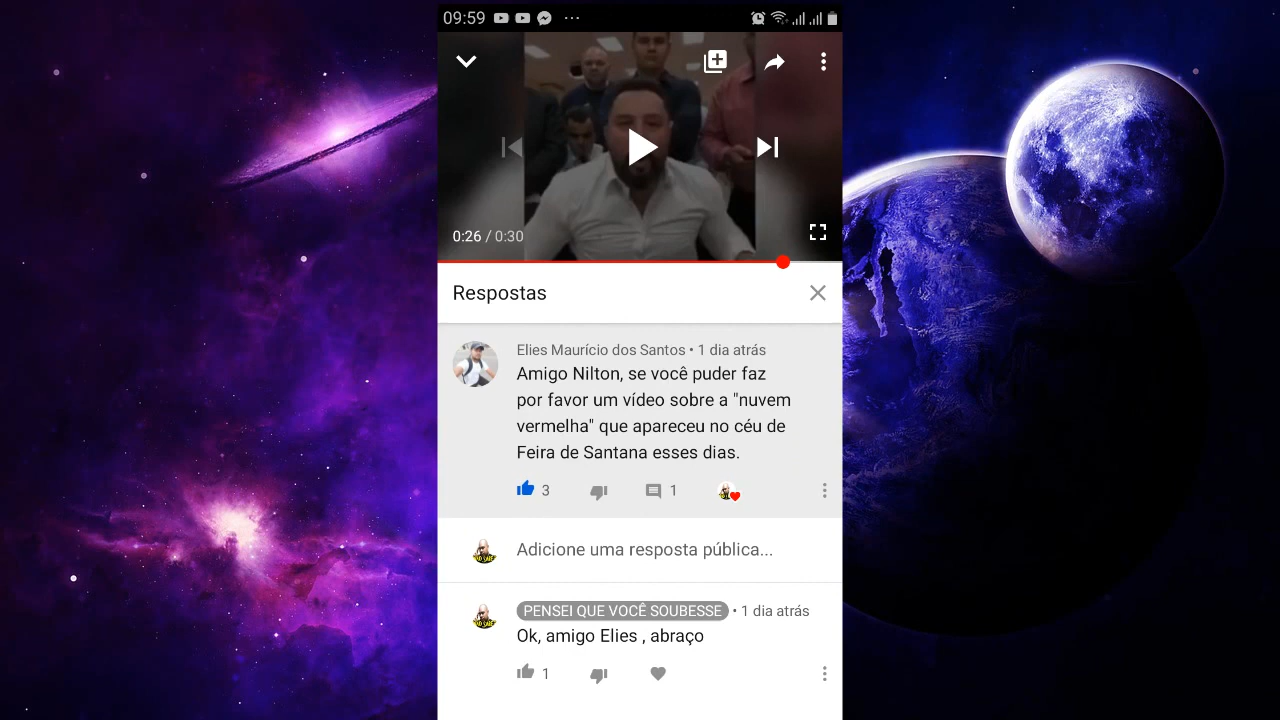 09:59
0:26 / 0:30
Respostas
Elies Maurício dos Santos • 1 dia atrás
Amigo Nilton, se você puder faz
por favor um vídeo sobre a "nuvem
vermelha" que apareceu no céu de
Feira de Santana esses dias.
3 1
Adicione uma resposta pública...
PENSEI QUE VOCÊ SOUBESSE • 1 dia atrás
Ok, amigo Elies , abraço
1